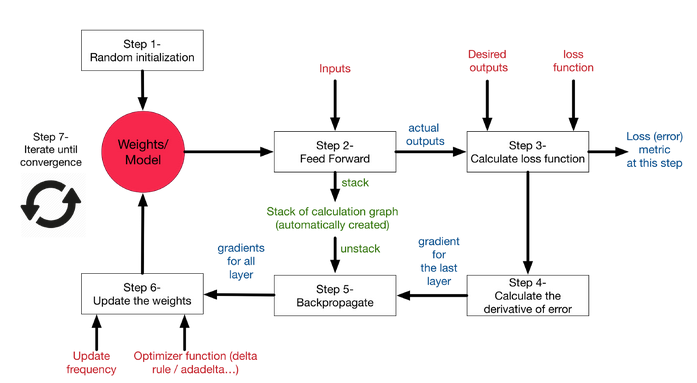 Step 1-
Random initialization
Inputs
Desired
outputs
loss
function
Step 7-
Iterate until
convergence
Weights/
Model
Step 2-
Feed Forward
actual
outputs
Step 3-
Calculate loss function
Loss (error)
metric
at this step
stack
Stack of calculation graph
(automatically created)
unstack
gradients
for all
layer
gradient
for
the last
layer
Step 6-
Update the weights
Step 5-
Backpropagate
Step 4-
Calculate the
derivative of error
Update
frequency
Optimizer function (delta
rule / adadelta…)